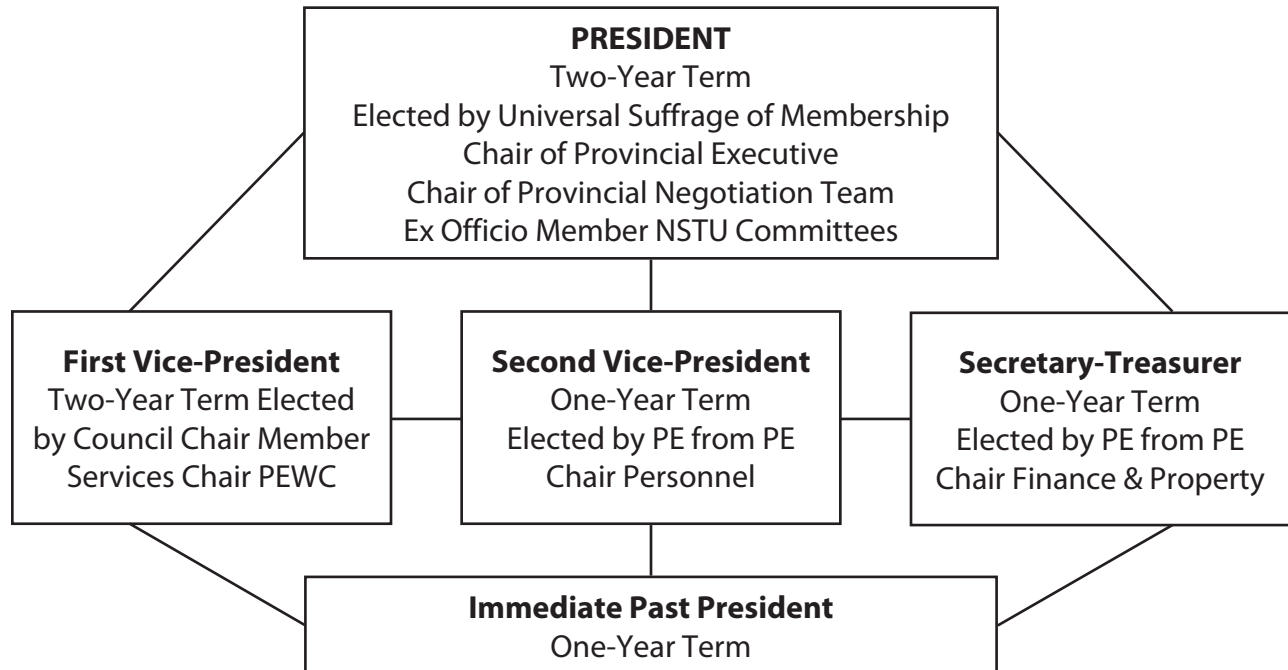 PRESIDENT
Two-Year Term
Elected by Universal Suffrage of Membership
Chair of Provincial Executive
Chair of Provincial Negotiation Team
Ex Officio Member NSTU Committees
First Vice-President
Two-Year Term Elected
by Council Chair Member
Services Chair PEWC
Second Vice-President
One-Year Term
Elected by PE from PE
Chair Personnel
Secretary-Treasurer
One-Year Term
Elected by PE from PE
Chair Finance & Property
Immediate Past President
One-Year Term